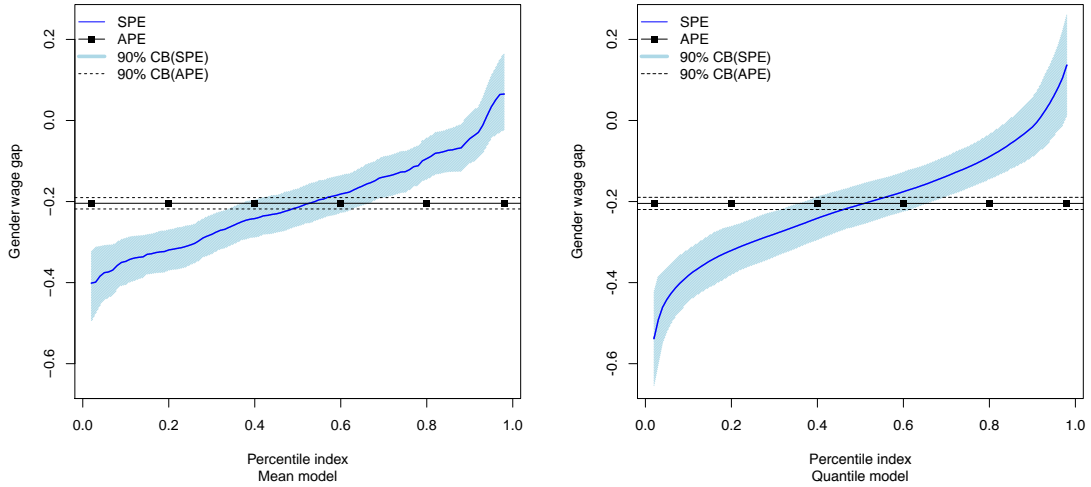 SPE
APE
90% CB(SPE)
90% CB(APE)
0.2
0.0
−0.2
−0.4
−0.6
Gender wage gap
0.0 0.2 0.4 0.6 0.8 1.0
Percentile index
Mean model
SPE
APE
90% CB(SPE)
90% CB(APE)
0.2
0.0
−0.2
−0.4
−0.6
Gender wage gap
0.0 0.2 0.4 0.6 0.8 1.0
Percentile index
Quantile model